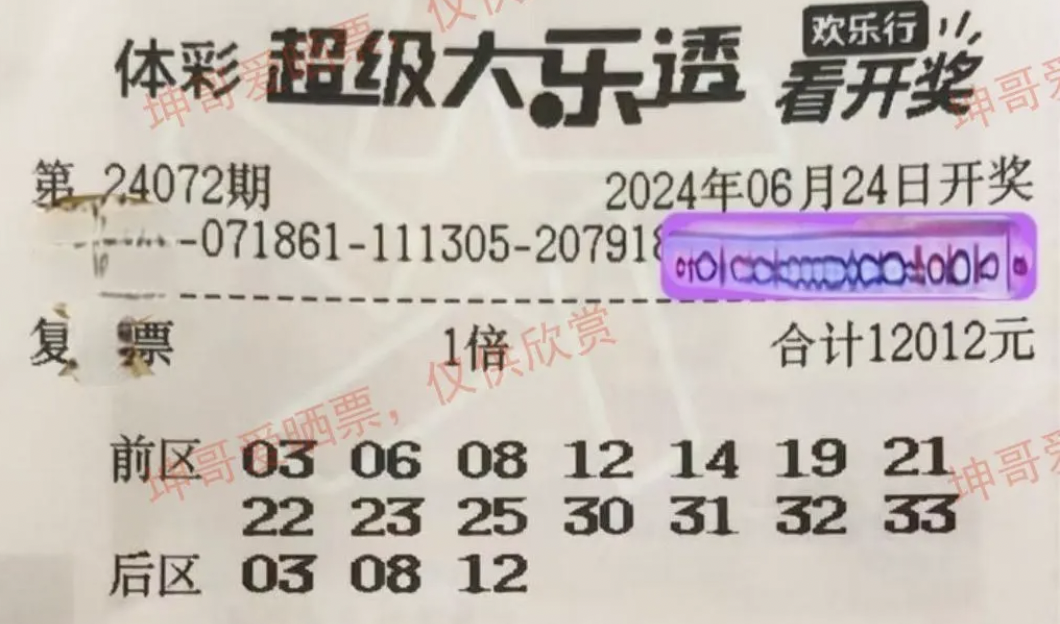 体彩 超级大乐透 欢乐行 看开奖
第 24072期 2024年06月24日开奖
-071861-111305-207918
复 票 1倍 合计12012元
前区 03 06 08 12 14 19 21
22 23 25 30 31 32 33
后区 03 08 12
坤哥爱晒票，仅供欣赏